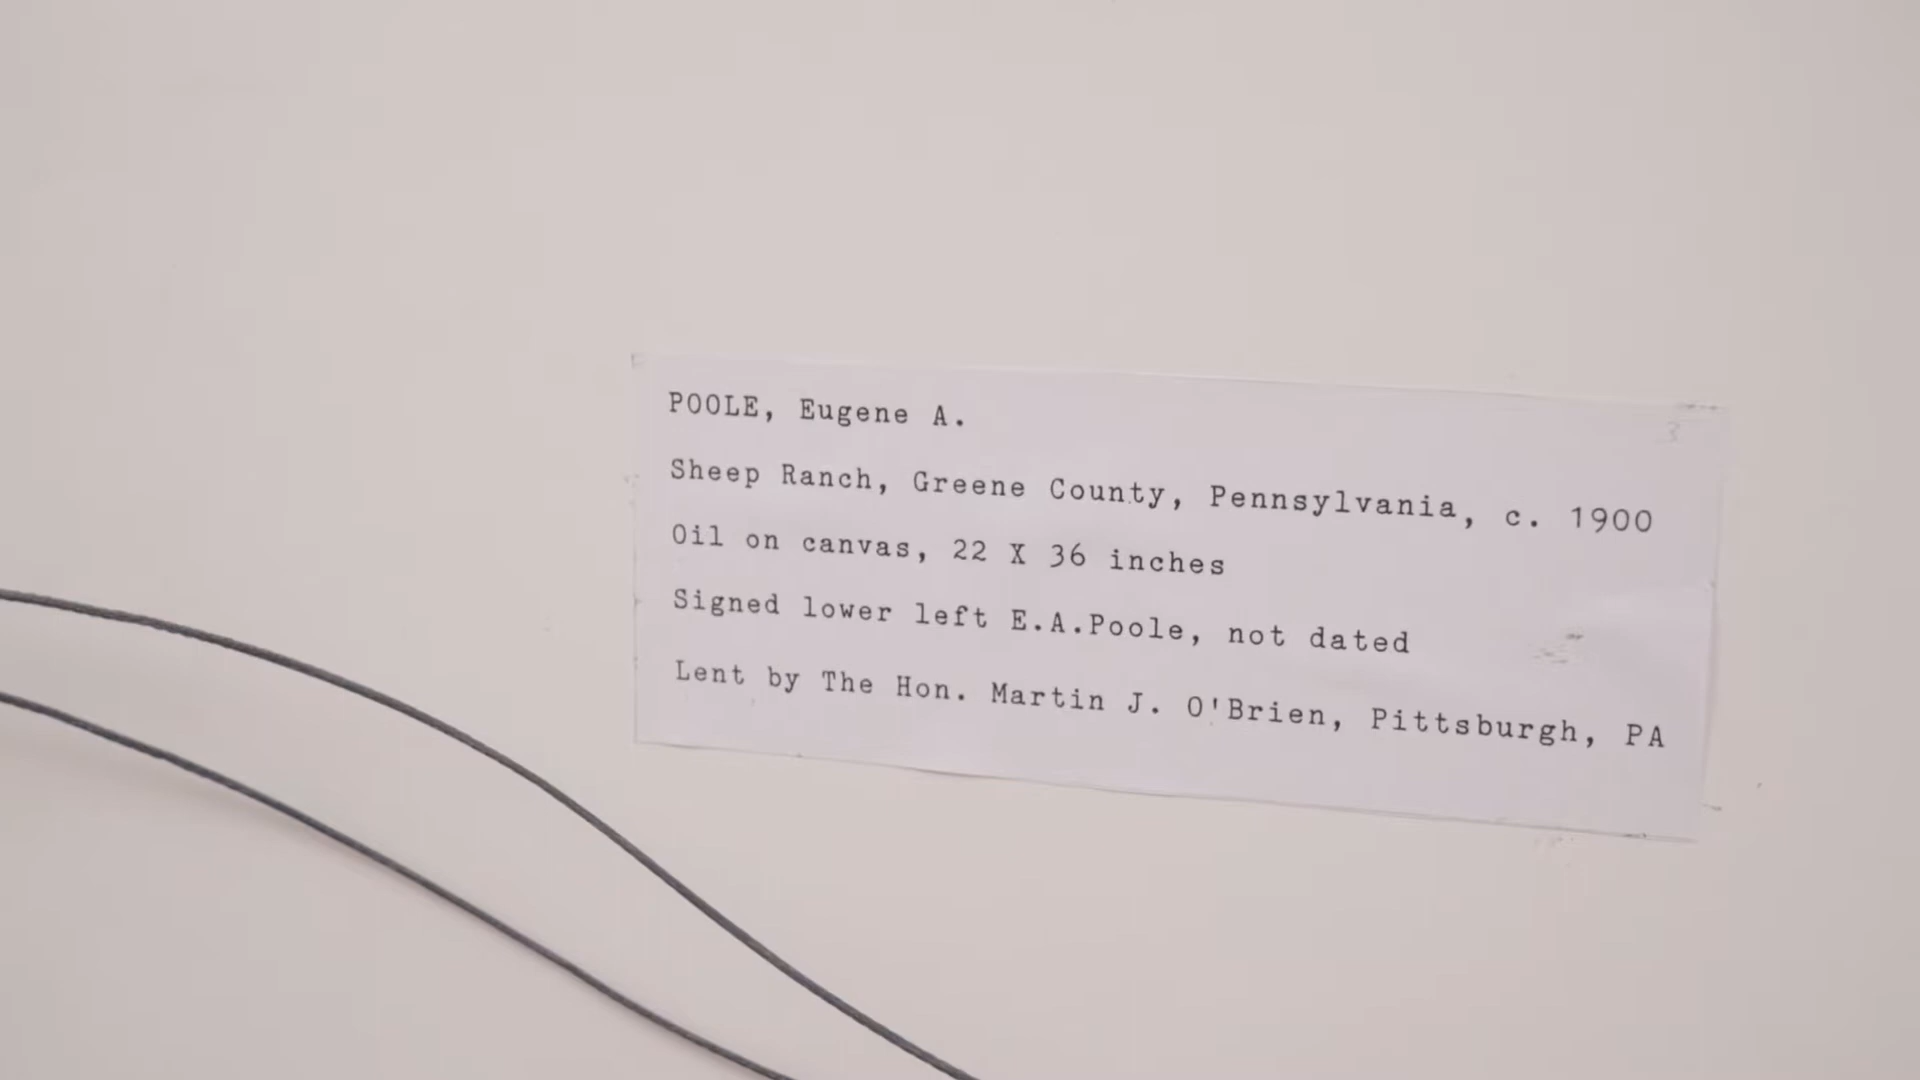 POOLE, Eugene A.
Sheep Ranch, Greene County, Pennsylvania, c. 1900
Oil on canvas, 22 X 36 inches
Signed lower left E.A.Poole, not dated
Lent by The Hon. Martin J. O'Brien, Pittsburgh, PA